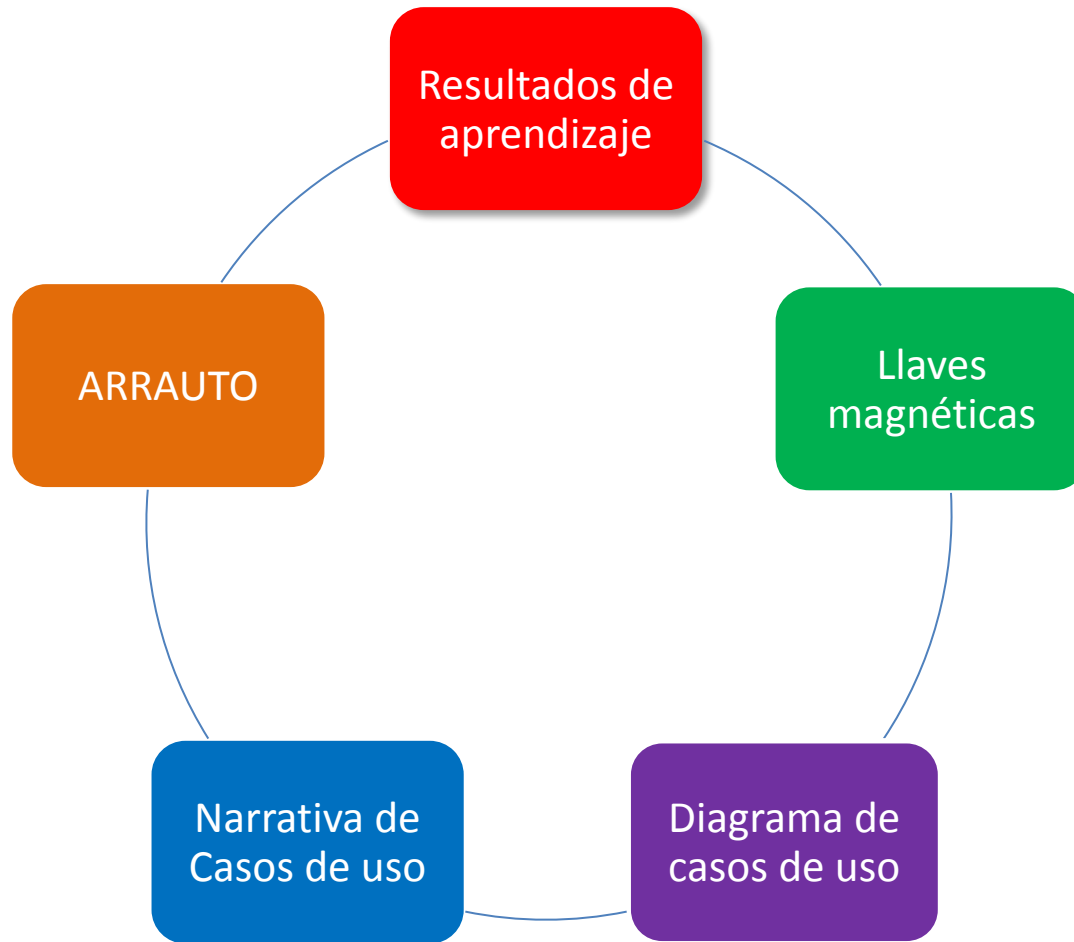 Resultados de
aprendizaje
Llaves
magnéticas
Diagrama de
casos de uso
Narrativa de
Casos de uso
ARRAUTO